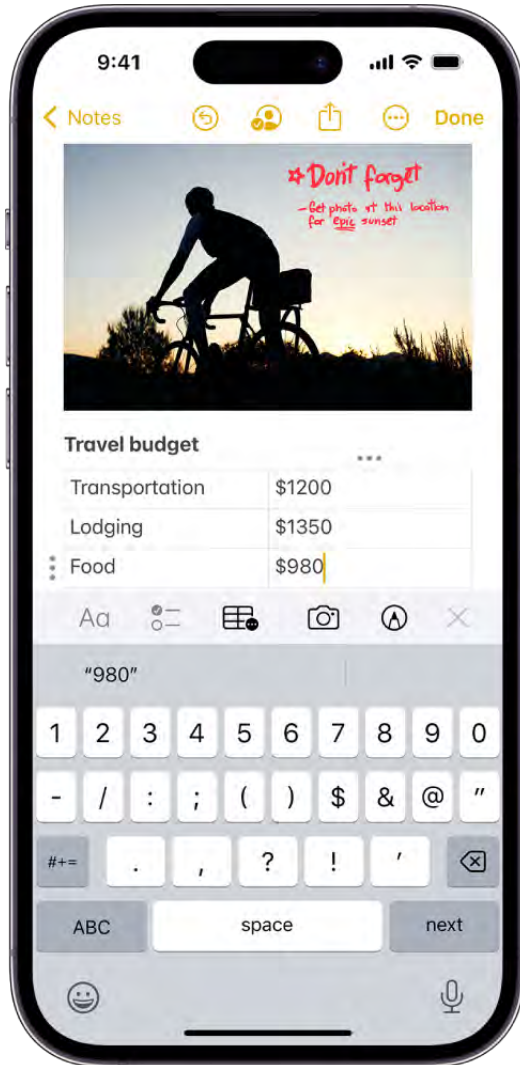 9:41
Notes Done
Don't forget
- Get photo at this location
for epic sunset
Travel budget
Transportation $1200
Lodging $1350
Food $980
Aa
“980”
1 2 3 4 5 6 7 8 9 0
- / : ; ( ) $ & @ "
#+= . , ? ! '
ABC space next